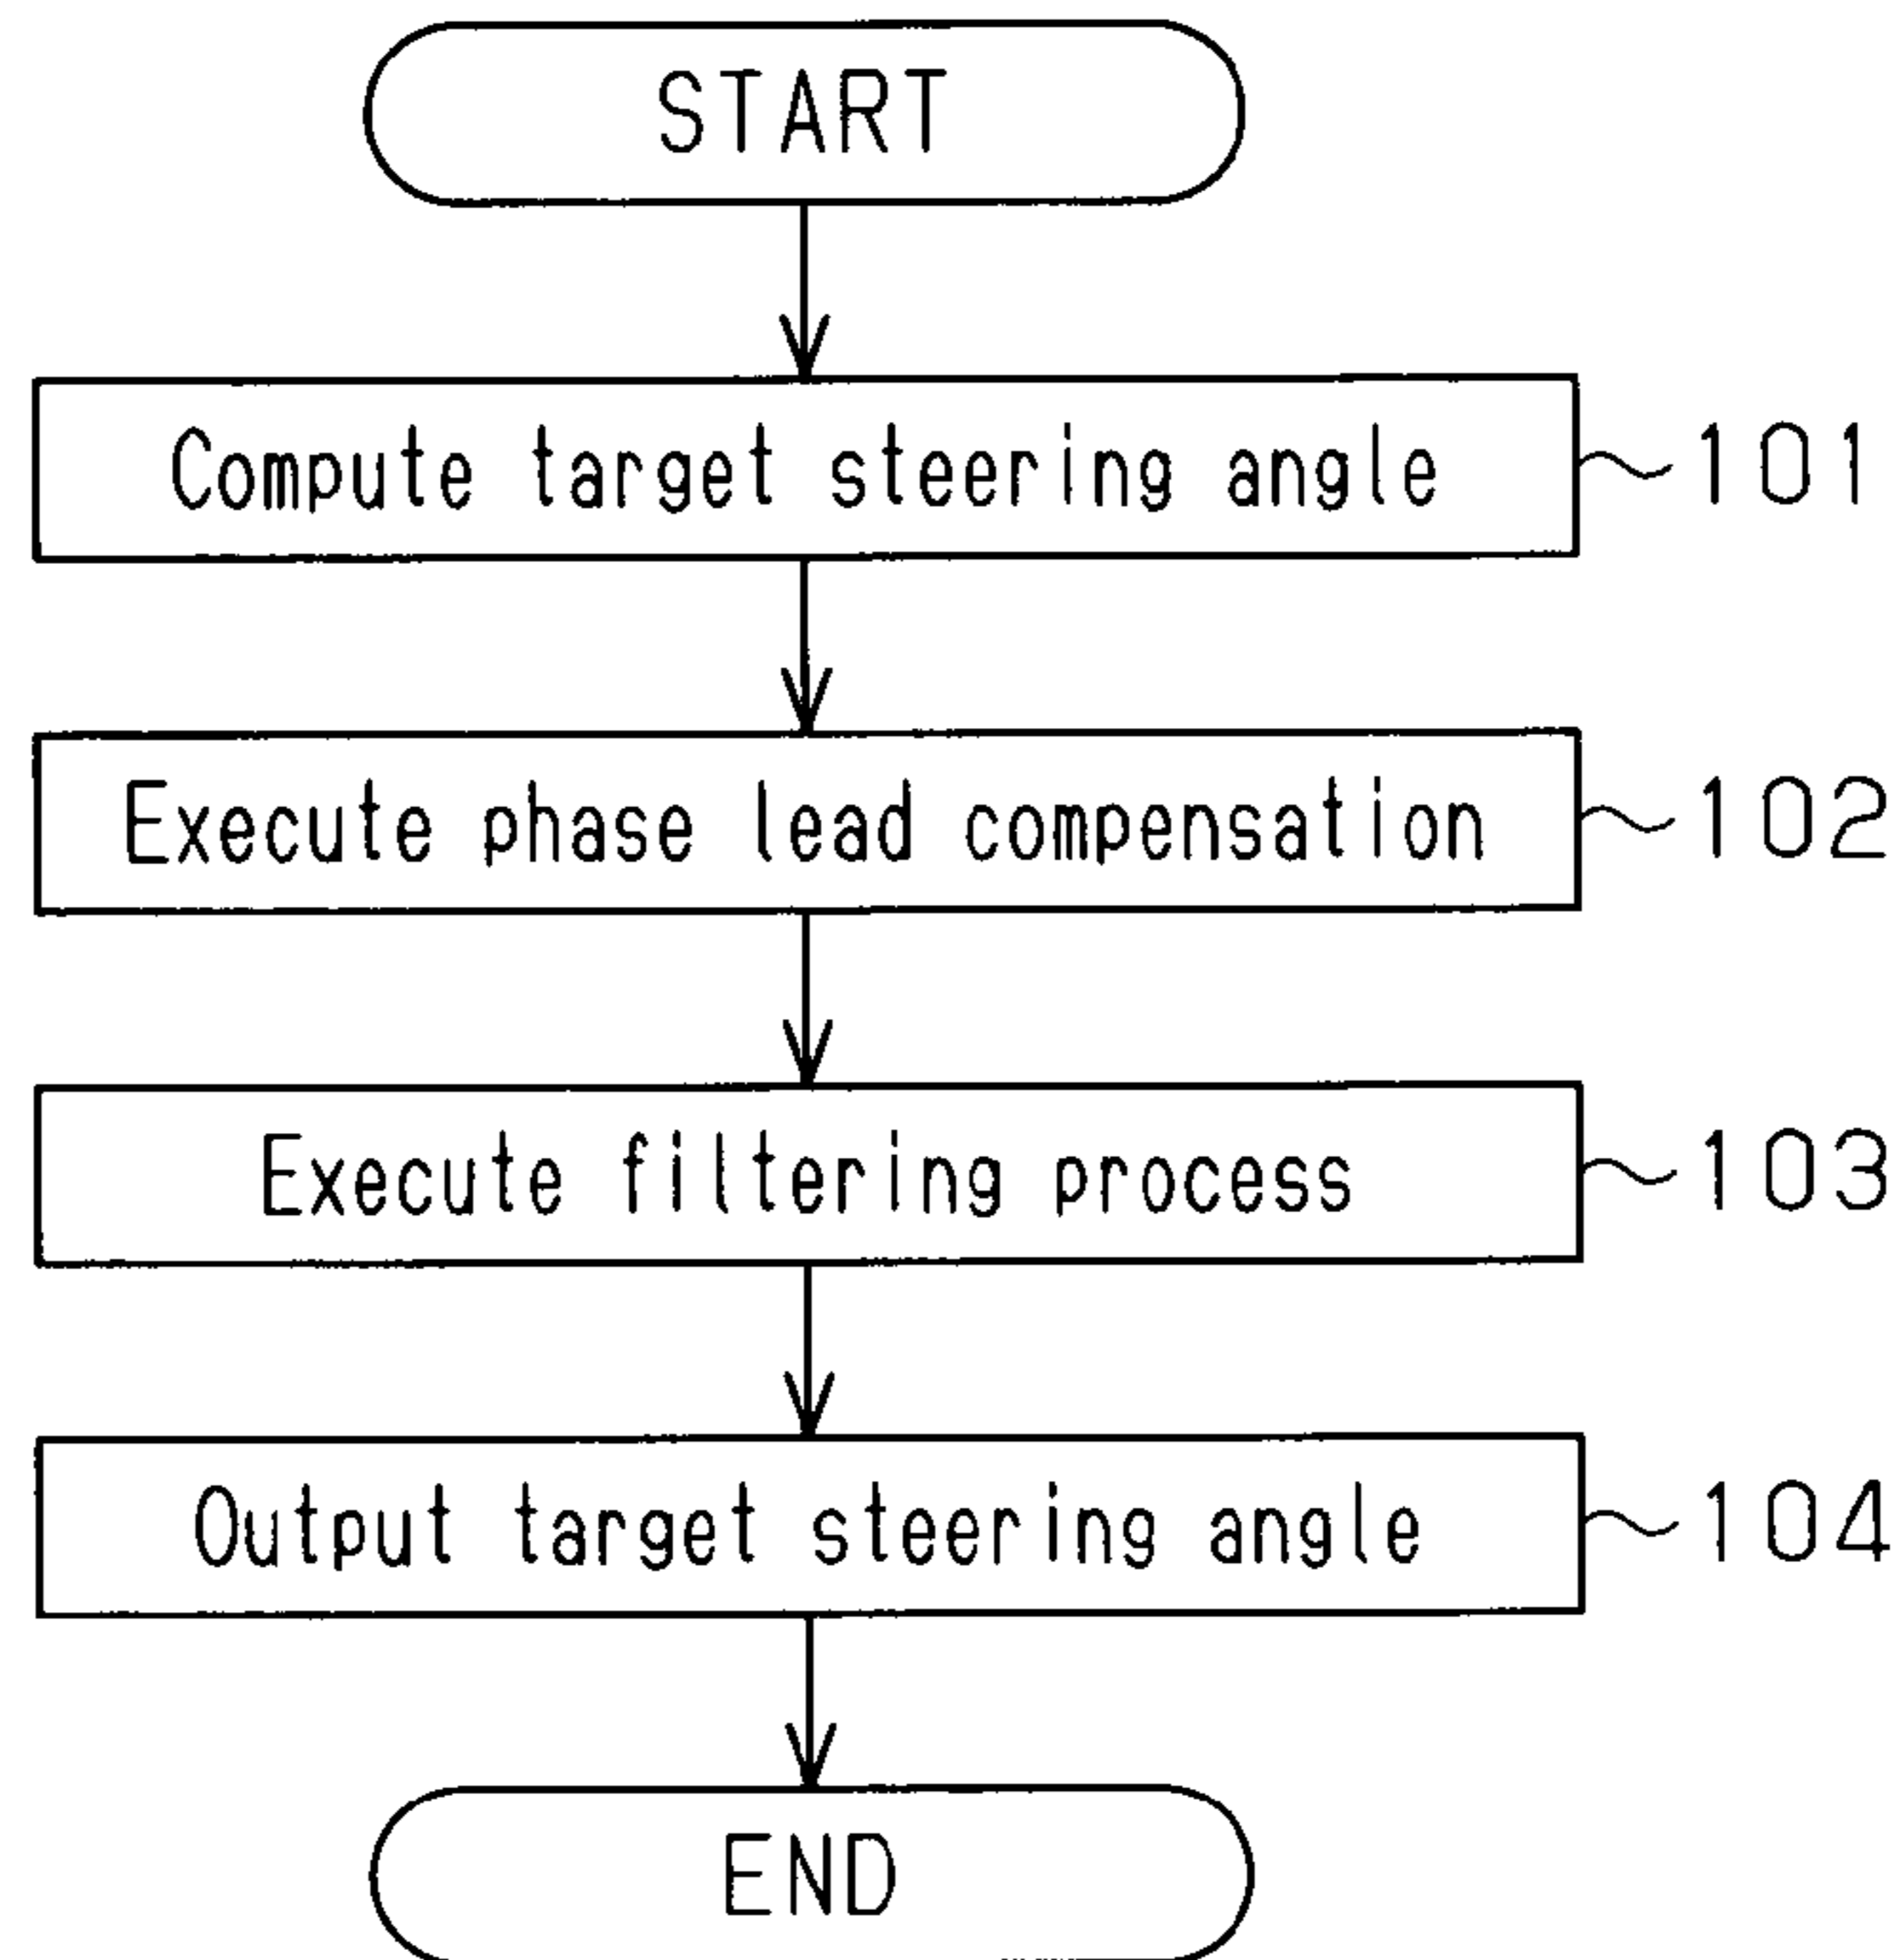 START
Compute target steering angle 101
Execute phase lead compensation 102
Execute filtering process 103
Output target steering angle 104
END